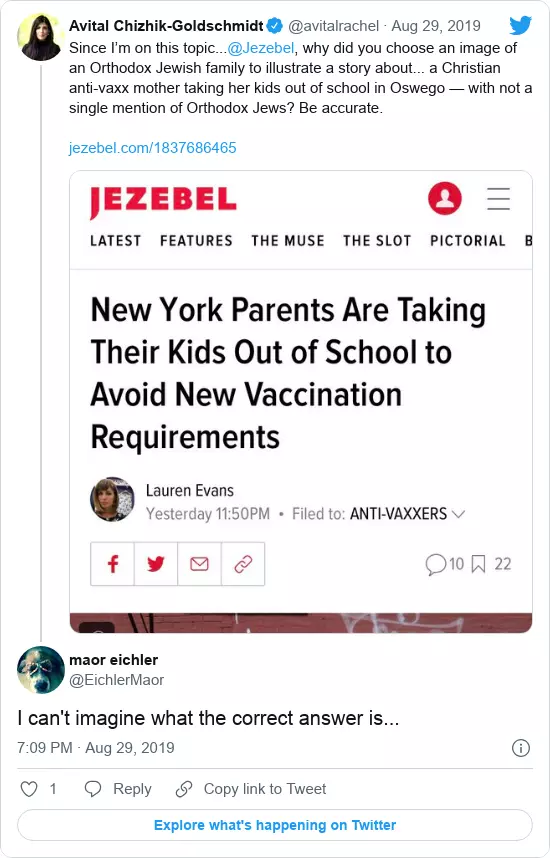 Avital Chizhik-Goldschmidt @avitalrachel · Aug 29, 2019
Since I'm on this topic...@Jezebel, why did you choose an image of
an Orthodox Jewish family to illustrate a story about... a Christian
anti-vaxx mother taking her kids out of school in Oswego — with not a
single mention of Orthodox Jews? Be accurate.
jezebel.com/1837686465
JEZEBEL
LATEST FEATURES THE MUSE THE SLOT PICTORIAL B
New York Parents Are Taking
Their Kids Out of School to
Avoid New Vaccination
Requirements
Lauren Evans
Yesterday 11:50PM • Filed to: ANTI-VAXXERS
10 22
maor eichler
@EichlerMaor
I can't imagine what the correct answer is...
7:09 PM · Aug 29, 2019
1 Reply Copy link to Tweet
Explore what's happening on Twitter